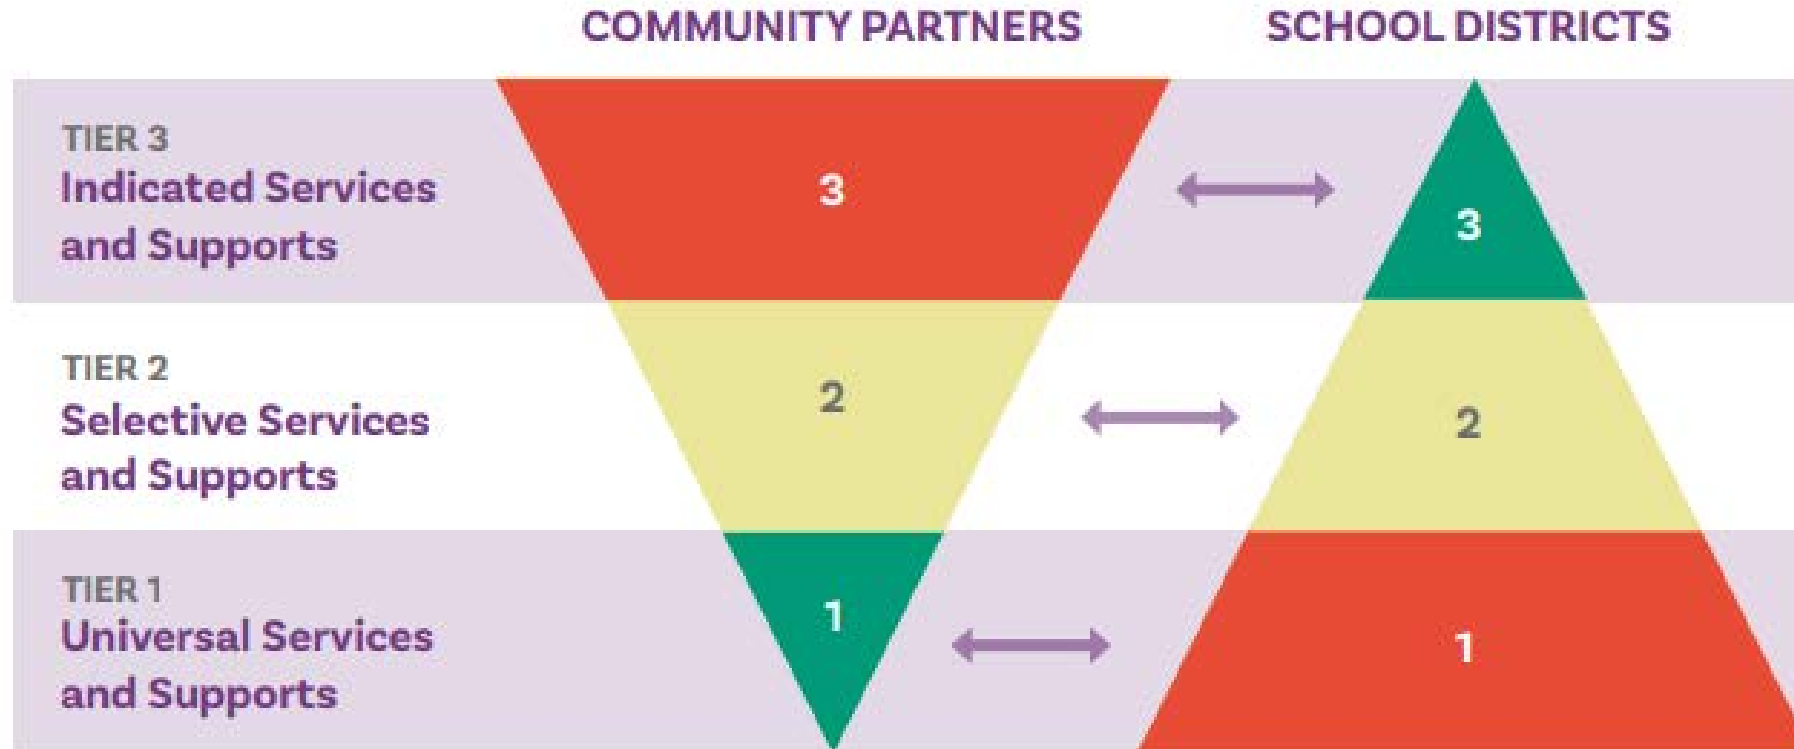 COMMUNITY PARTNERS
SCHOOL DISTRICTS
TIER 3
Indicated Services
and Supports
3
3
TIER 2
Selective Services
and Supports
2
2
TIER 1
Universal Services
and Supports
1
1